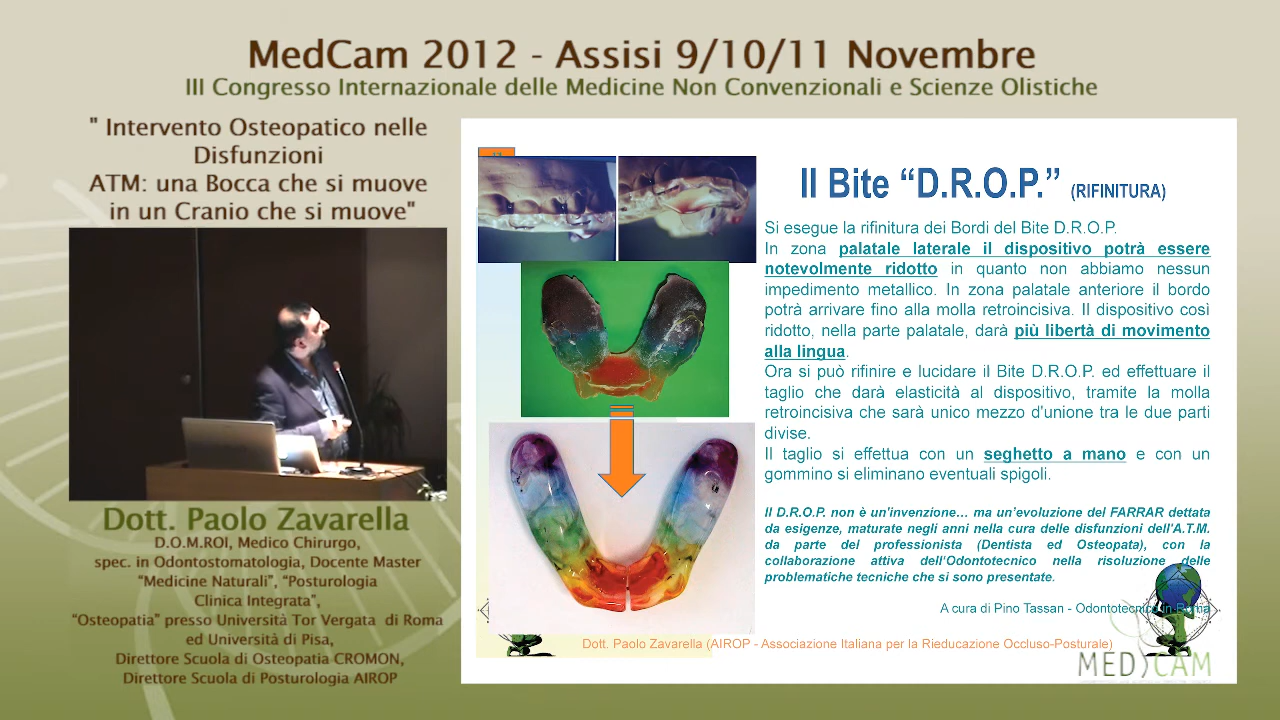 MedCam 2012 - Assisi 9/10/11 Novembre
III Congresso Internazionale delle Medicine Non Convenzionali e Scienze Olistiche
" Intervento Osteopatico nelle
Disfunzioni
ATM: una Bocca che si muove
in un Cranio che si muove"
Dott. Paolo Zavarella
D.O.M.ROI, Medico Chirurgo,
spec. in Odontostomatologia, Docente Master
“Medicine Naturali”, “Posturologia
Clinica Integrata”,
“Osteopatia” presso Università Tor Vergata di Roma
ed Università di Pisa,
Direttore Scuola di Osteopatia CROMON,
Direttore Scuola di Posturologia AIROP
Il Bite “D.R.O.P.” (RIFINITURA)
Si esegue la rifinitura dei Bordi del Bite D.R.O.P.
In zona palatale laterale il dispositivo potrà essere
notevolmente ridotto in quanto non abbiamo nessun
impedimento metallico. In zona palatale anteriore il bordo
potrà arrivare fino alla molla retroincisiva. Il dispositivo così
ridotto, nella parte palatale, darà più libertà di movimento
alla lingua.
Ora si può rifinire e lucidare il Bite D.R.O.P. ed effettuare il
taglio che darà elasticità al dispositivo, tramite la molla
retroincisiva che sarà unico mezzo d'unione tra le due parti
divise.
Il taglio si effettua con un seghetto a mano e con un
gommino si eliminano eventuali spigoli.
Il D.R.O.P. non è un'invenzione... ma un'evoluzione del FARRAR dettata
da esigenze, maturate negli anni nella cura delle disfunzioni dell'A.T.M.
da parte del professionista (Dentista ed Osteopata), con la
collaborazione attiva dell'Odontotecnico nella risoluzione delle
problematiche tecniche che si sono presentate.
A cura di Pino Tassan - Odontotecnico in Roma
Dott. Paolo Zavarella (AIROP - Associazione Italiana per la Rieducazione Occluso-Posturale)
MEDCAM